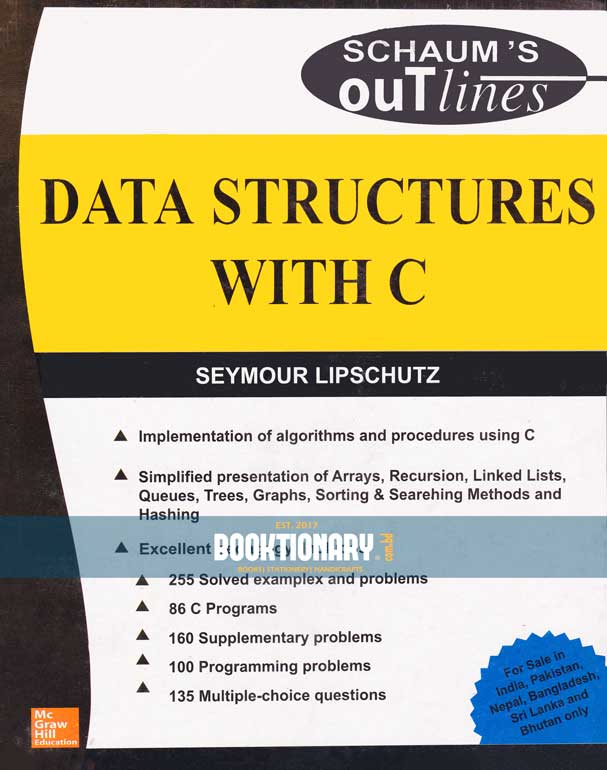 SCHAUM'S
ouTlines
DATA STRUCTURES
WITH C
SEYMOUR LIPSCHUTZ
Implementation of algorithms and procedures using C
Simplified presentation of Arrays, Recursion, Linked Lists,
Queues, Trees, Graphs, Sorting & Searehing Methods and
Hashing
EST. 2017
Excellent
BOOKTIONARY
.com.bd
BOOKS| STATIONERY| HANDICRAFTS
255 Solved examplex and problems
86 C Programs
160 Supplementary problems
100 Programming problems
135 Multiple-choice questions
For Sale in
India, Pakistan,
Nepal, Bangladesh,
Sri Lanka and
Bhutan only
Mc
Graw
Hill
Education